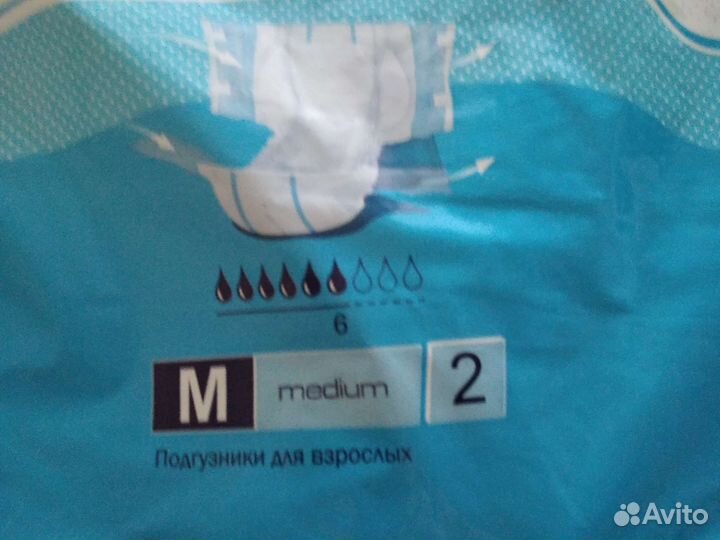 6
M medium 2
Подгузники для взрослых
Avito